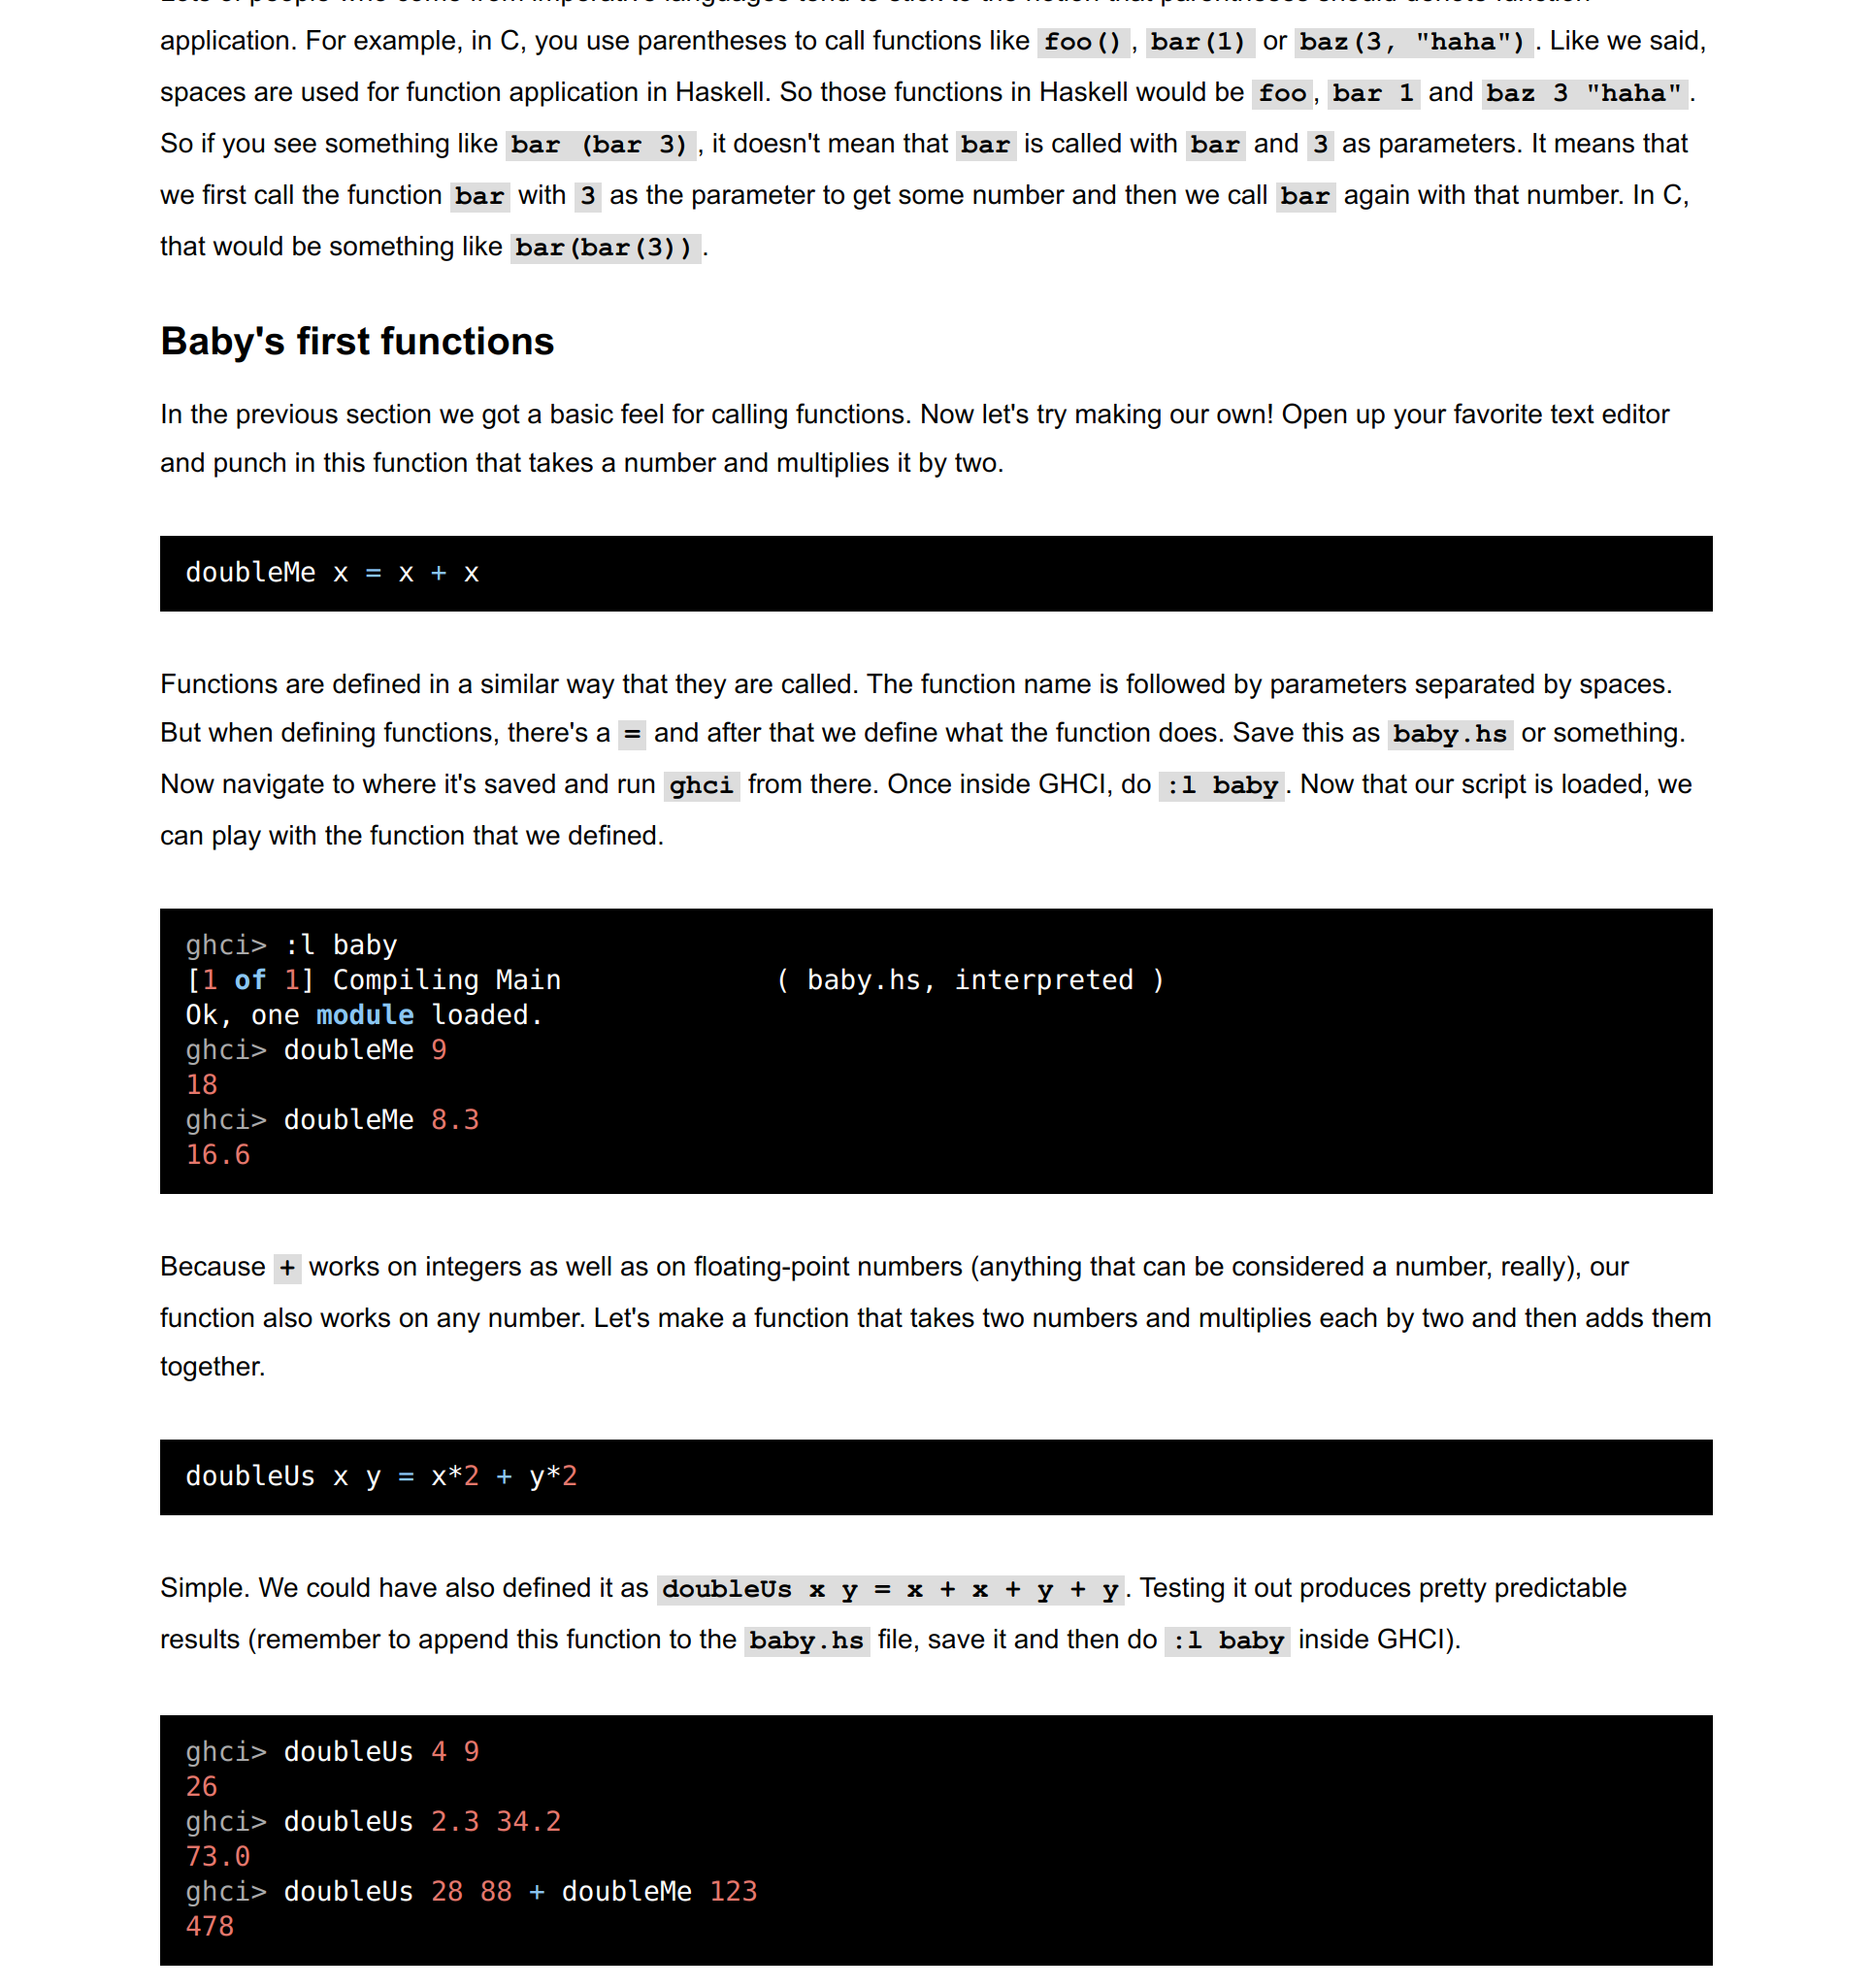 application. For example, in C, you use parentheses to call functions like foo(), bar(1) or baz(3, "haha"). Like we said,
spaces are used for function application in Haskell. So those functions in Haskell would be foo, bar 1 and baz 3 "haha".
So if you see something like bar (bar 3), it doesn't mean that bar is called with bar and 3 as parameters. It means that
we first call the function bar with 3 as the parameter to get some number and then we call bar again with that number. In C,
that would be something like bar(bar(3)).
Baby's first functions
In the previous section we got a basic feel for calling functions. Now let's try making our own! Open up your favorite text editor
and punch in this function that takes a number and multiplies it by two.
doubleMe x = x + x
Functions are defined in a similar way that they are called. The function name is followed by parameters separated by spaces.
But when defining functions, there's a = and after that we define what the function does. Save this as baby.hs or something.
Now navigate to where it's saved and run ghci from there. Once inside GHCI, do :l baby. Now that our script is loaded, we
can play with the function that we defined.
ghci> :l baby
[1 of 1] Compiling Main             ( baby.hs, interpreted )
Ok, one module loaded.
ghci> doubleMe 9
18
ghci> doubleMe 8.3
16.6
Because + works on integers as well as on floating-point numbers (anything that can be considered a number, really), our
function also works on any number. Let's make a function that takes two numbers and multiplies each by two and then adds them
together.
doubleUs x y = x*2 + y*2
Simple. We could have also defined it as doubleUs x y = x + x + y + y. Testing it out produces pretty predictable
results (remember to append this function to the baby.hs file, save it and then do :l baby inside GHCI).
ghci> doubleUs 4 9
26
ghci> doubleUs 2.3 34.2
73.0
ghci> doubleUs 28 88 + doubleMe 123
478